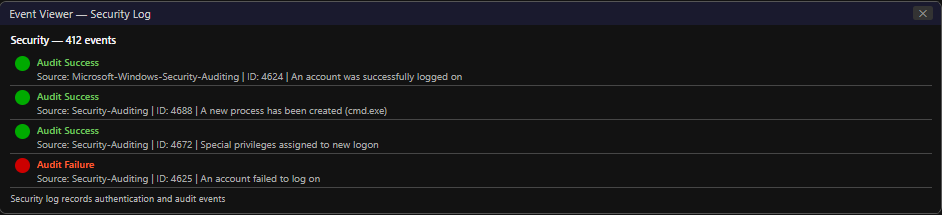 Event Viewer — Security Log
Security — 412 events
Audit Success
Source: Microsoft-Windows-Security-Auditing | ID: 4624 | An account was successfully logged on
Audit Success
Source: Security-Auditing | ID: 4688 | A new process has been created (cmd.exe)
Audit Success
Source: Security-Auditing | ID: 4672 | Special privileges assigned to new logon
Audit Failure
Source: Security-Auditing | ID: 4625 | An account failed to log on
Security log records authentication and audit events